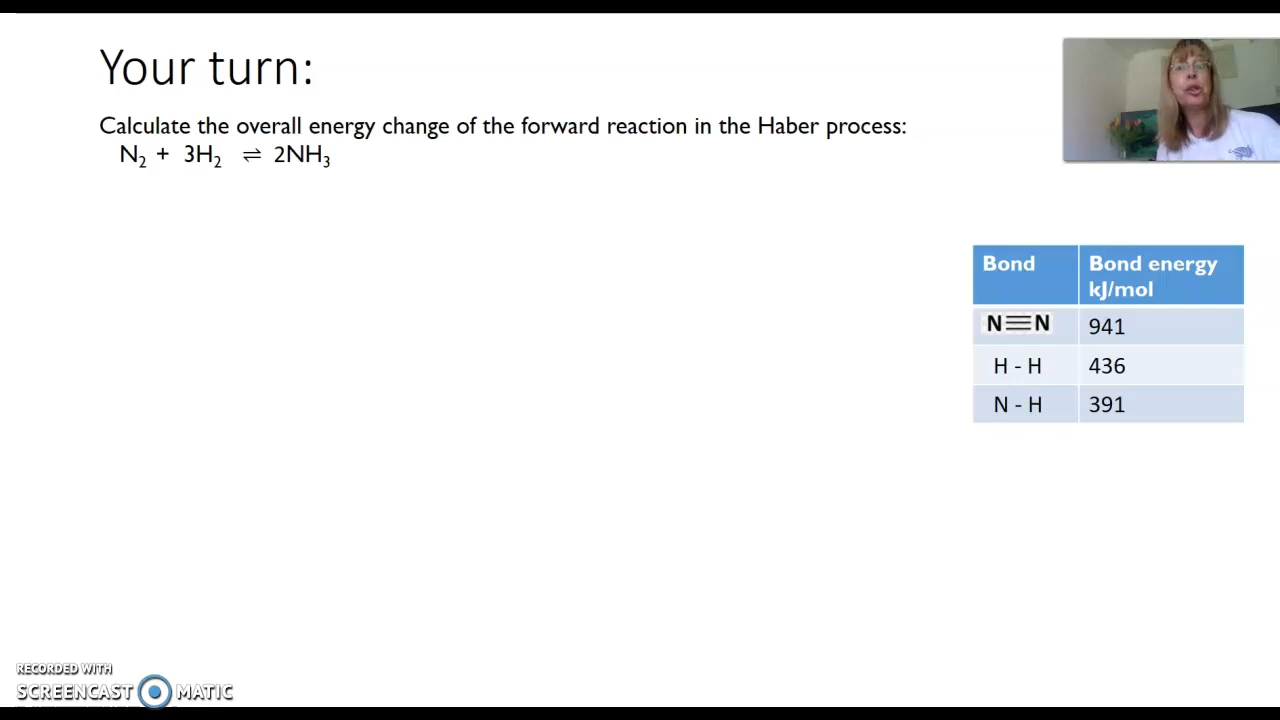 Your turn:
Calculate the overall energy change of the forward reaction in the Haber process:
N₂ + 3H₂ ⇌ 2NH₃
Bond Bond energy kJ/mol
N≡N 941
H - H 436
N - H 391
RECORDED WITH
SCREENCAST MATIC